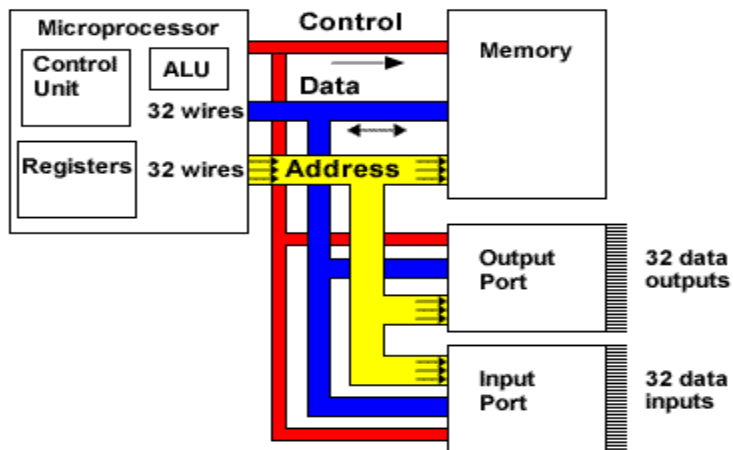 Microprocessor
Control
Unit
ALU
32 wires
Registers
32 wires
Control
Data
Address
Memory
Output
Port
32 data
outputs
Input
Port
32 data
inputs